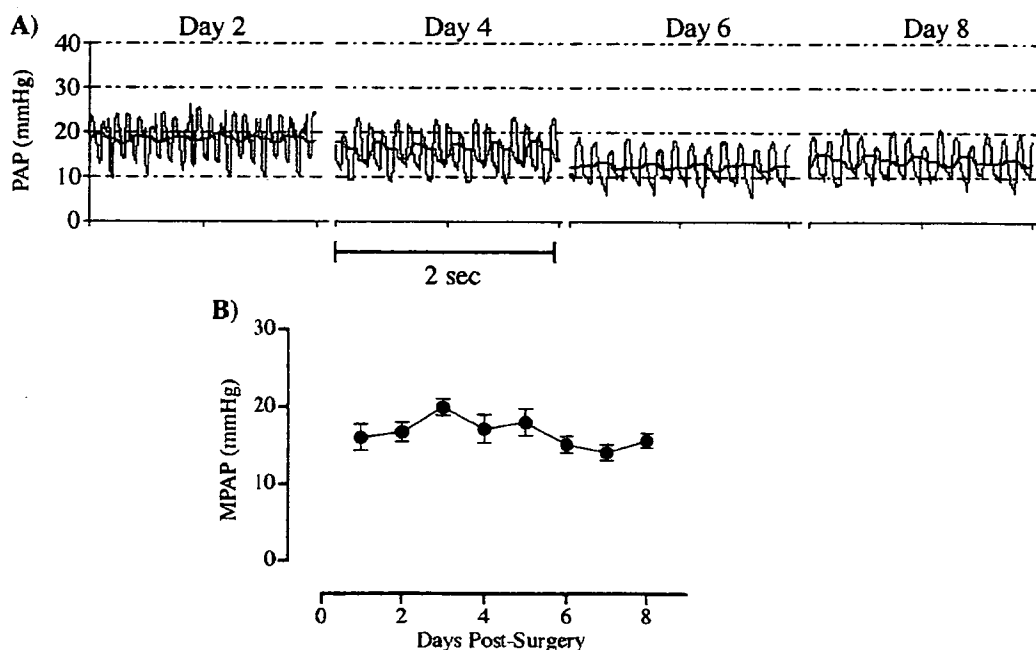 A) Day 2 Day 4 Day 6 Day 8
40
30
20
10
0
PAP (mmHg)
2 sec
B)
30
20
10
0
MPAP (mmHg)
0 2 4 6 8
Days Post-Surgery